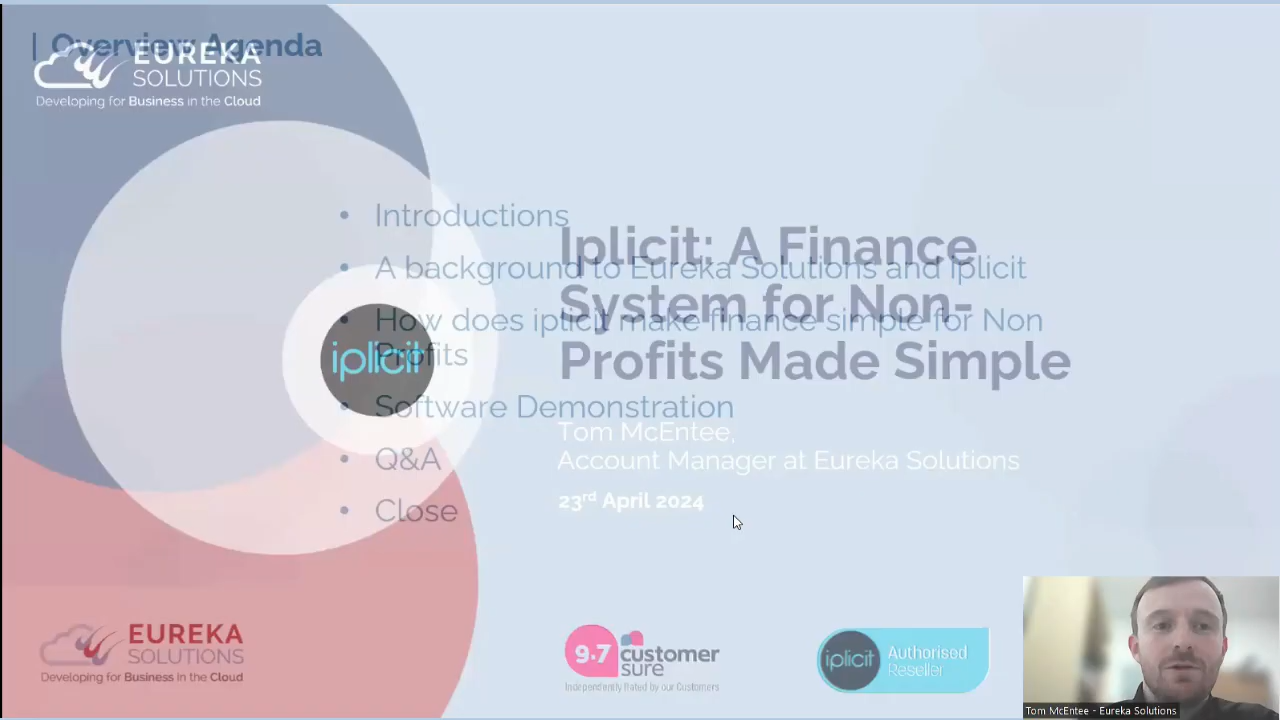 | Overview Agenda
EUREKA
SOLUTIONS
Developing for Business in the Cloud
• Introductions
• A background to Eureka Solutions and iplicit
• How does iplicit make finance simple for Non
Profits
• Software Demonstration
• Q&A
• Close
iplicit
Iplicit: A Finance
System for Non-
Profits Made Simple
Tom McEntee,
Account Manager at Eureka Solutions
23rd April 2024
EUREKA
SOLUTIONS
Developing for Business in the Cloud
9.7 customer
sure
Independently Rated by our Customers
iplicit Authorised
Reseller
Tom McEntee - Eureka Solutions